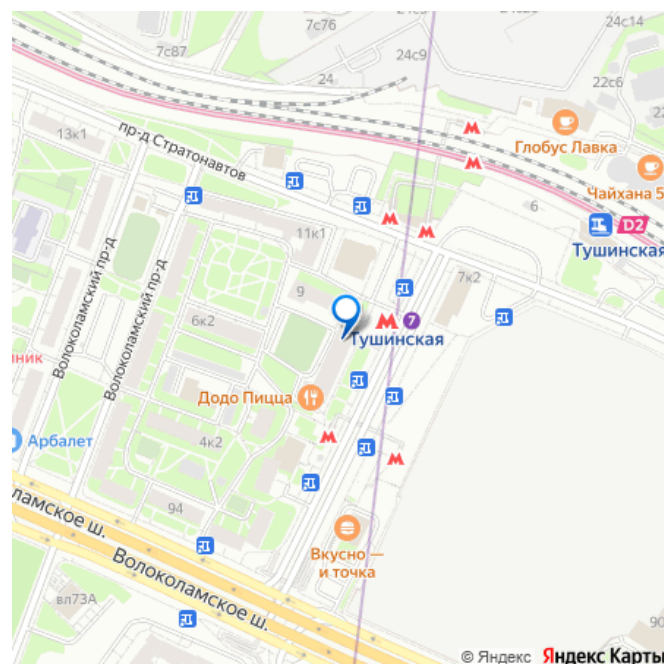 7с76
24с9
24с14
7с87
24
22с6
Глобус Лавка
13к1
пр-д Стратонавтов
Чайхана 5
6
D2
Тушинская
11к1
7к2
9
7
Тушинская
6к2
Волоколамский пр-д
Волоколамский пр-д
Додо Пицца
Арбалет
4к2
94
Вкусно —
и точка
Волоколамское ш.
вл73А
90
© Яндекс Яндекс Карты